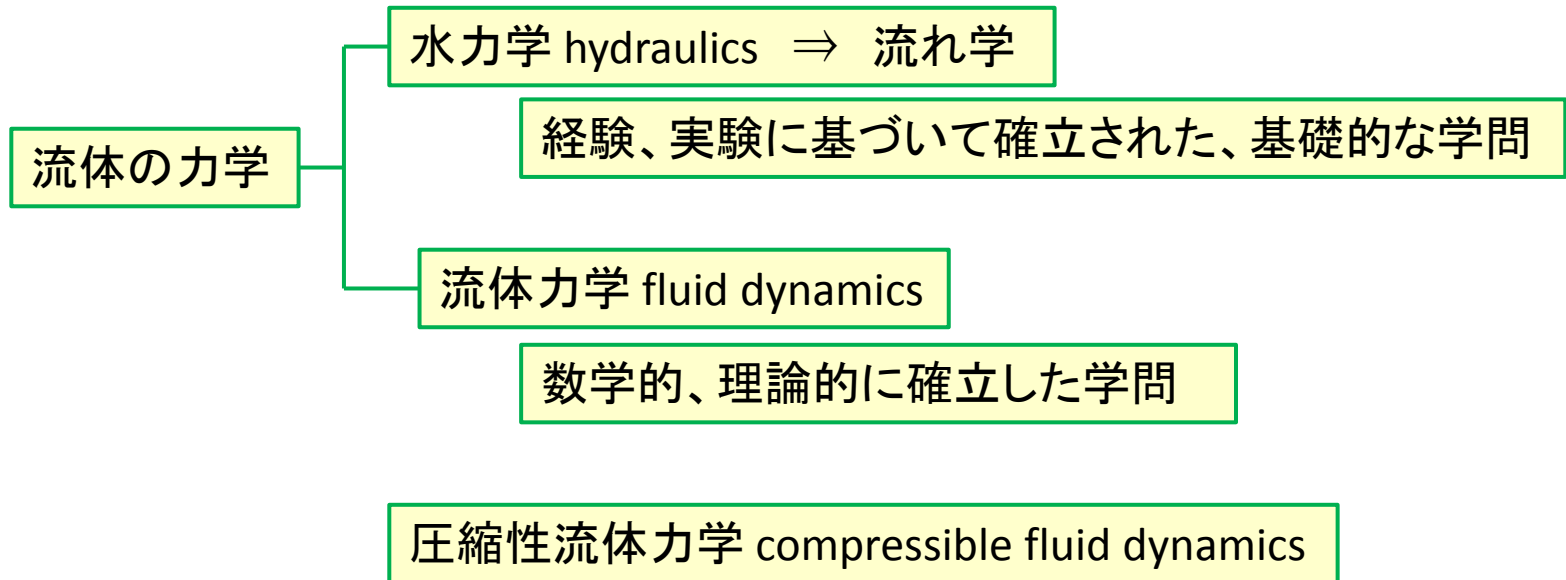 水力学 hydraulics ⇒ 流れ学
経験、実験に基づいて確立された、基礎的な学問
流体の力学
流体力学 fluid dynamics
数学的、理論的に確立した学問
圧縮性流体力学 compressible fluid dynamics